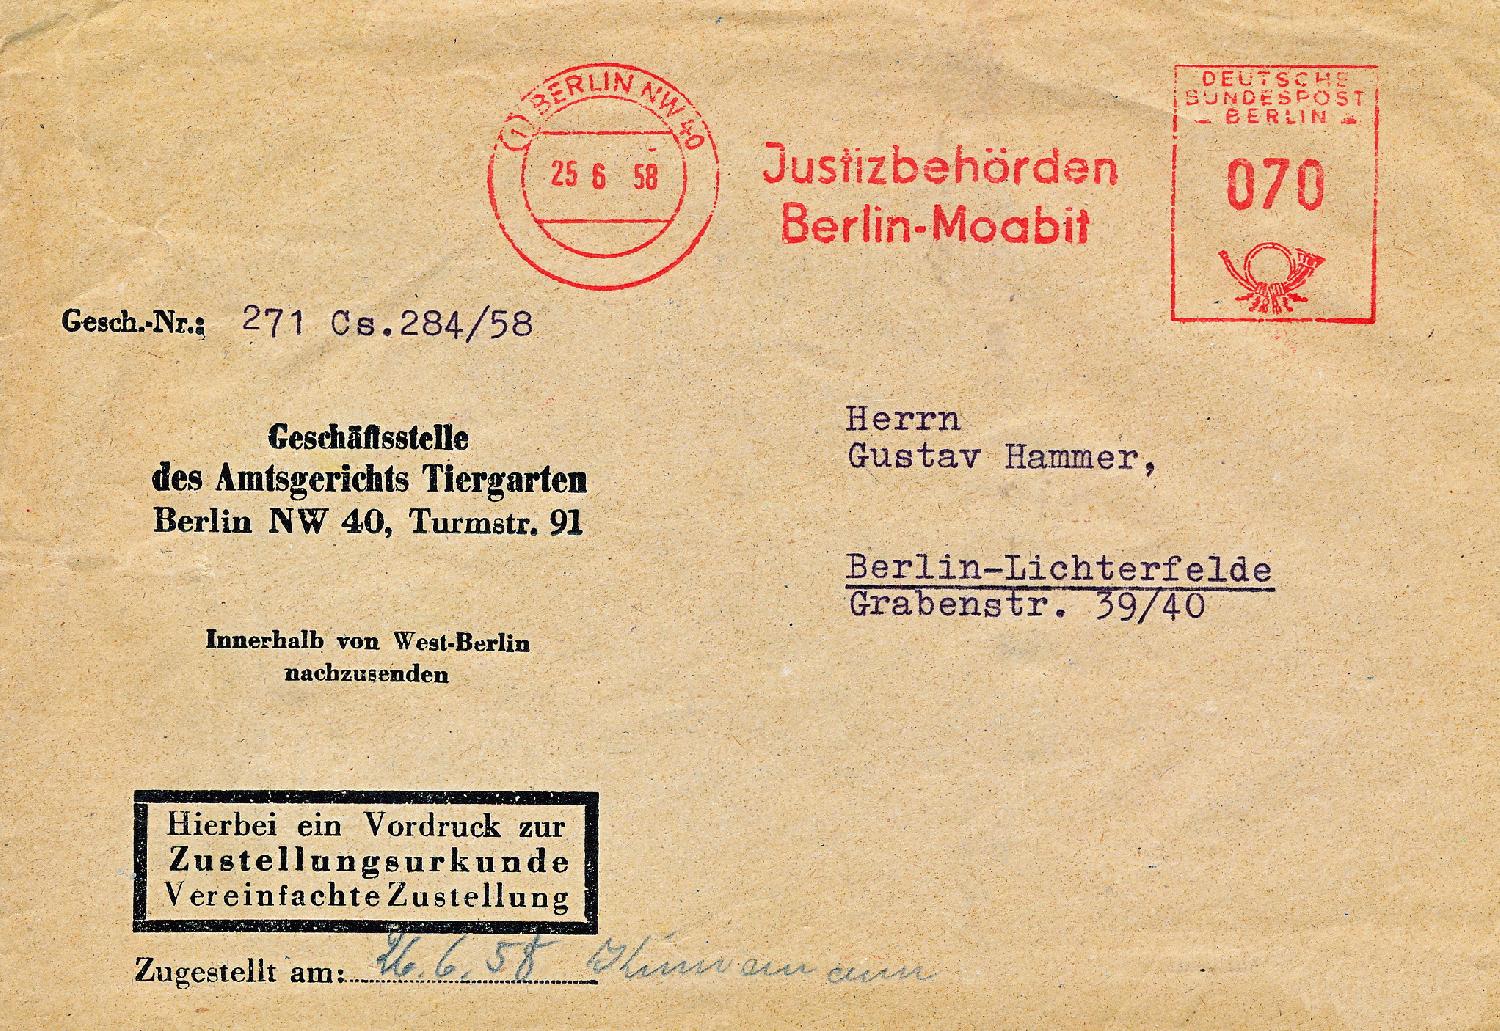 (1) BERLIN NW 40
25 6 58
Justizbehörden
Berlin-Moabit
DEUTSCHE
BUNDESPOST
BERLIN
070
Gesch.-Nr.: 271 Cs.284/58
Geschäftsstelle
des Amtsgerichts Tiergarten
Berlin NW 40, Turmstr. 91
Innerhalb von West-Berlin
nachzusenden
Herrn
Gustav Hammer,
Berlin-Lichterfelde
Grabenstr. 39/40
Hierbei ein Vordruck zur
Zustellungsurkunde
Vereinfachte Zustellung
Zugestellt am: 26.6.58